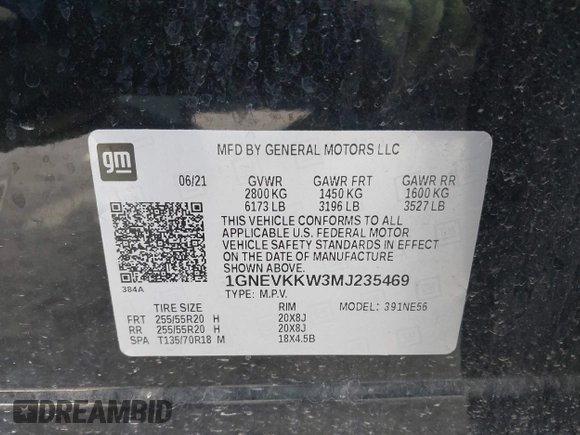 gm
MFD BY GENERAL MOTORS LLC
06/21 GVWR GAWR FRT GAWR RR
2800 KG 1450 KG 1600 KG
6173 LB 3196 LB 3527 LB
THIS VEHICLE CONFORMS TO ALL
APPLICABLE U.S. FEDERAL MOTOR
VEHICLE SAFETY STANDARDS IN EFFECT
ON THE DATE OF MANUFACTURE
SHOWN ABOVE.
384A
1GNEVKKW3MJ235469
TYPE: M.P.V. MODEL: 391NE56
TIRE SIZE RIM
FRT 255/55R20 H 20X8J
RR 255/55R20 H 20X8J
SPA T135/70R18 M 18X4.5B
DREAMBID